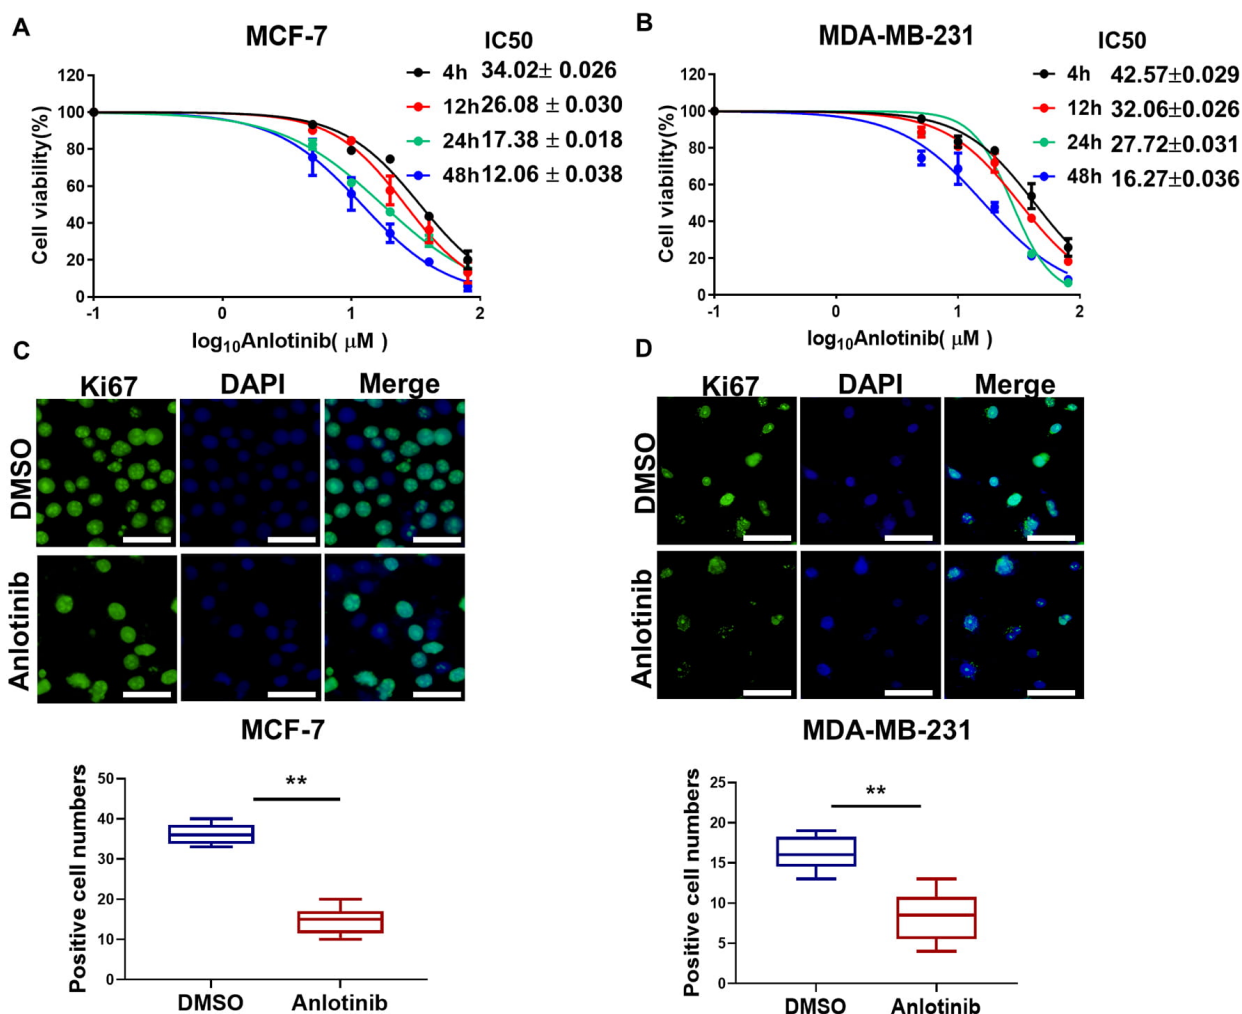 A
MCF-7
IC50
4h 34.02± 0.026
12h 26.08 ± 0.030
24h 17.38 ± 0.018
48h 12.06 ± 0.038
Cell viability(%)
120
100
80
60
40
20
0
-1
0
1
2
log10Anlotinib( μM )
B
MDA-MB-231
IC50
4h 42.57±0.029
12h 32.06±0.026
24h 27.72±0.031
48h 16.27±0.036
Cell viability(%)
120
100
80
60
40
20
0
-1
0
1
2
log10Anlotinib( μM )
C
Ki67 DAPI Merge
DMSO
Anlotinib
MCF-7
Positive cell numbers
50
40
30
20
10
0
**
DMSO Anlotinib
D
Ki67 DAPI Merge
DMSO
Anlotinib
MDA-MB-231
Positive cell numbers
25
20
15
10
5
0
**
DMSO Anlotinib